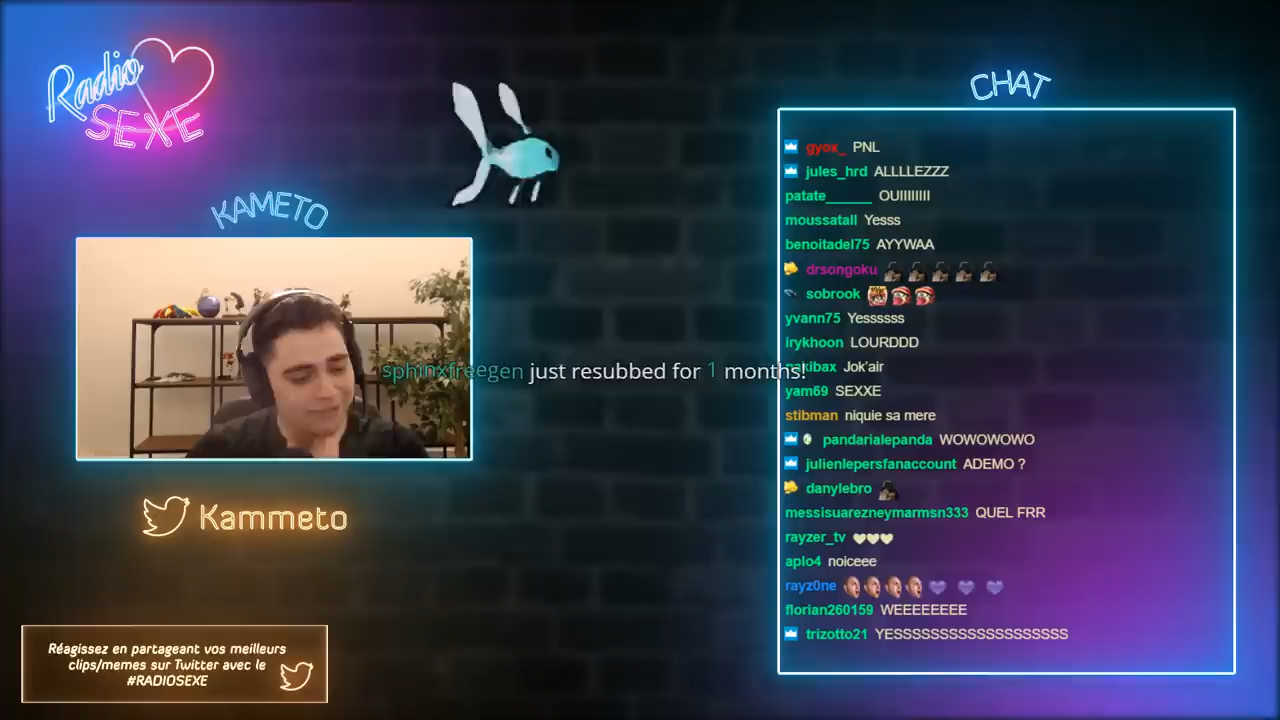 Radio
SEXE
KAMETO
Kammeto
Réagissez en partageant vos meilleurs
clips/memes sur Twitter avec le
#RADIOSEXE
sphinxfreegen just resubbed for 1 months!
CHAT
gyox_ PNL
jules_hrd ALLLLEZZZ
patate______ OUIIIIIIII
moussatall Yesss
benoitadel75 AYYWAA
drsongoku
sobrook
yvann75 Yessssss
irykhoon LOURDDD
Jok'air
yam69 SEXXE
stibman niquie sa mere
pandarialepanda WOWOWOWO
julienlepersfanaccount ADEMO ?
danylebro
messisuarezneymarmsn333 QUEL FRR
rayzer_tv
aplo4 noiceee
rayz0ne
florian260159 WEEEEEEEE
trizotto21 YESSSSSSSSSSSSSSSSSSS